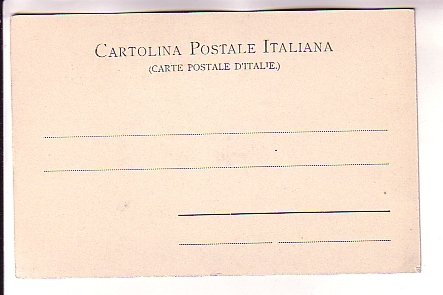 CARTOLINA POSTALE ITALIANA
(CARTE POSTALE D'ITALIE.)